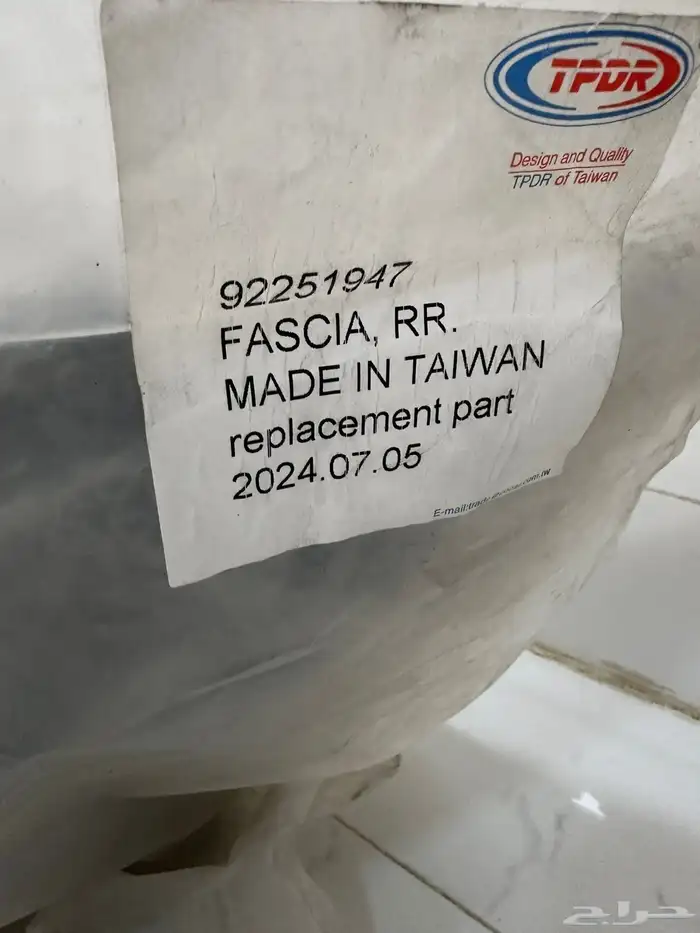 TPDR
Design and Quality
TPDR of Taiwan
92251947
FASCIA, RR.
MADE IN TAIWAN
replacement part
2024.07.05
حراج